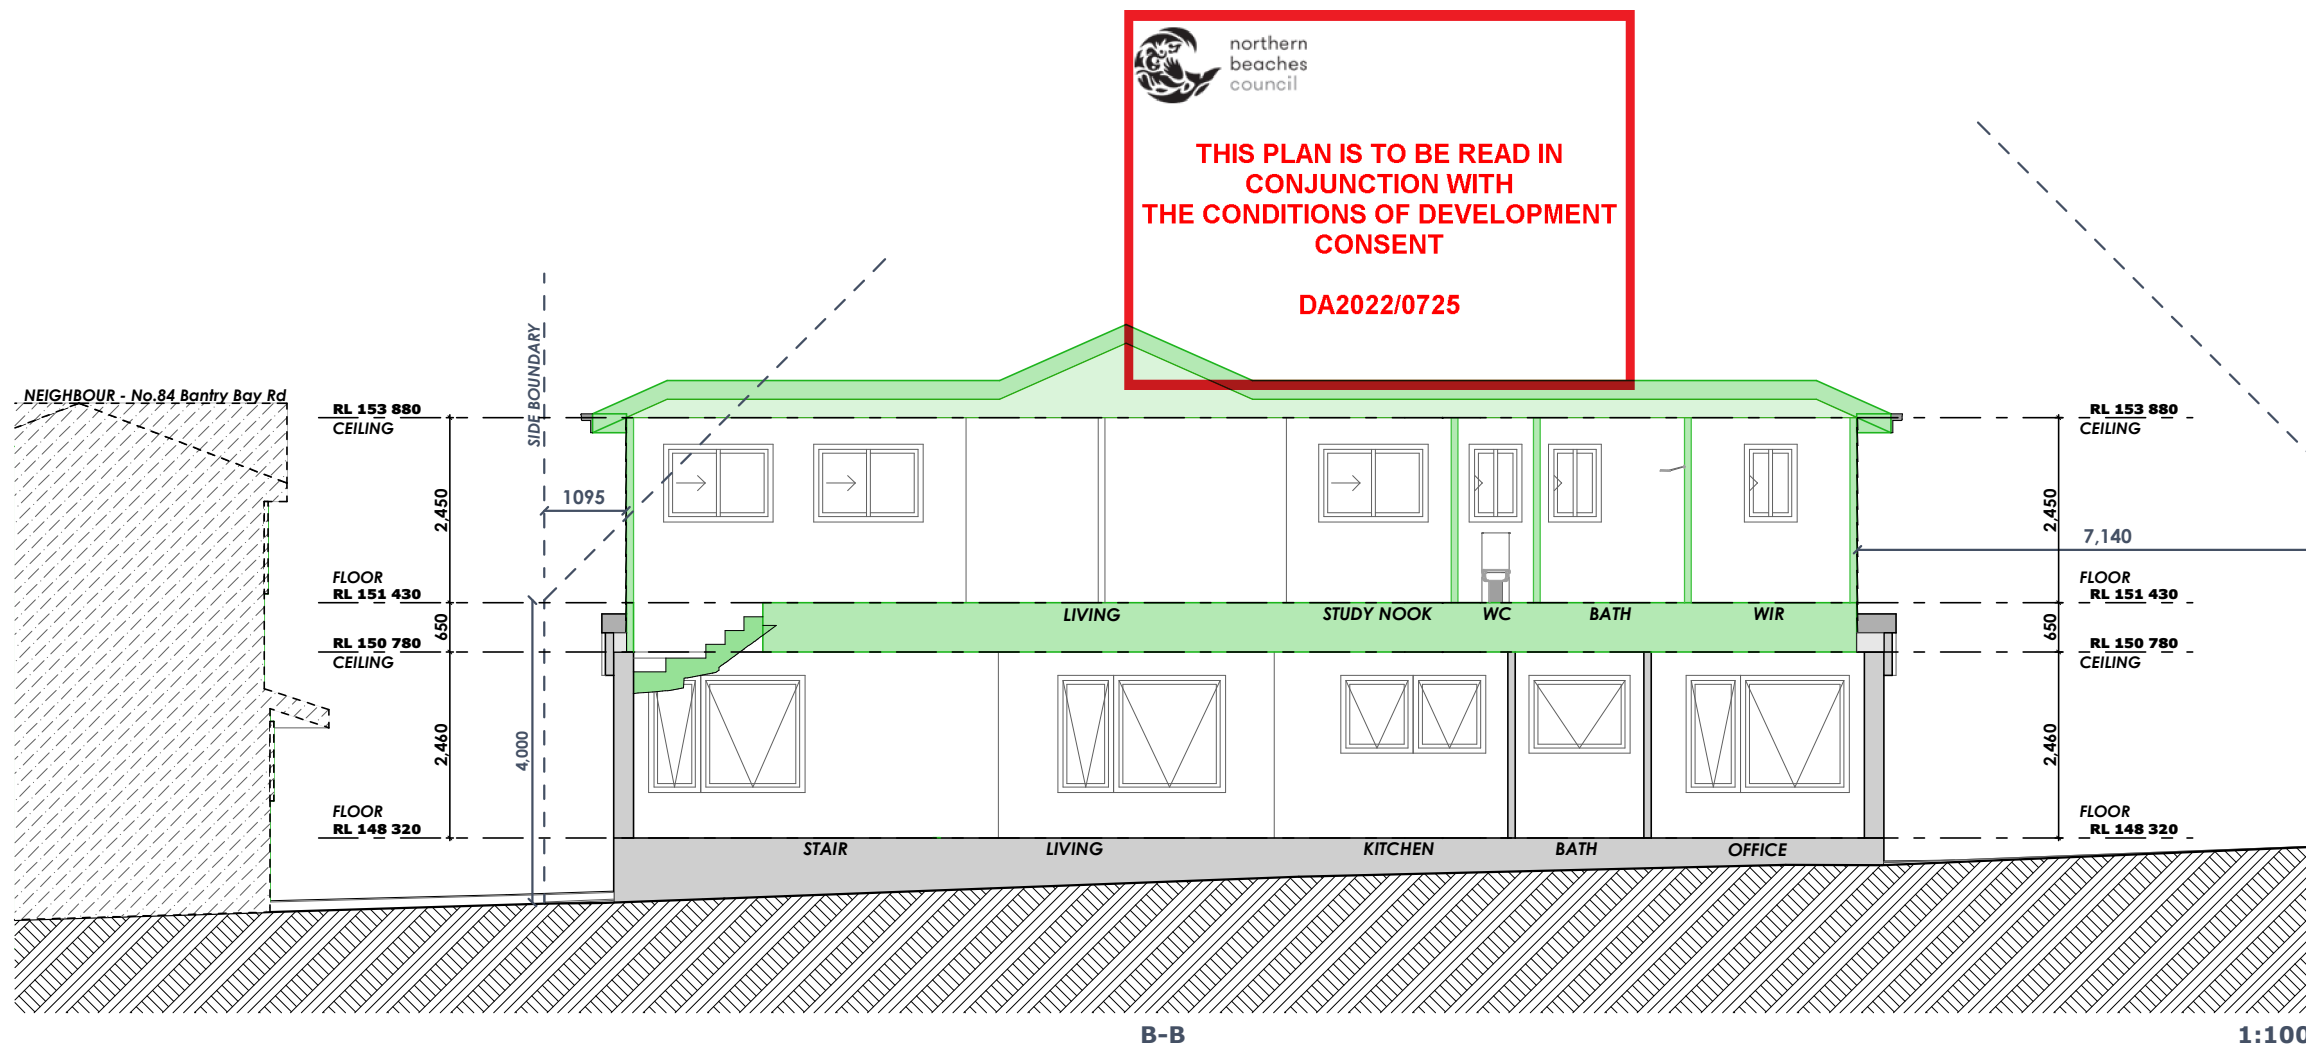 northern
beaches
council
THIS PLAN IS TO BE READ IN
CONJUNCTION WITH
THE CONDITIONS OF DEVELOPMENT
CONSENT
DA2022/0725
NEIGHBOUR - No.84 Bantry Bay Rd
SIDE BOUNDARY
RL 153 880
CEILING
RL 153 880
CEILING
1095
2,450
2,450
7,140
FLOOR
RL 151 430
FLOOR
RL 151 430
LIVING
STUDY NOOK
WC
BATH
WIR
650
650
RL 150 780
CEILING
RL 150 780
CEILING
2,460
4,000
2,460
FLOOR
RL 148 320
FLOOR
RL 148 320
STAIR
LIVING
KITCHEN
BATH
OFFICE
B-B
1:100